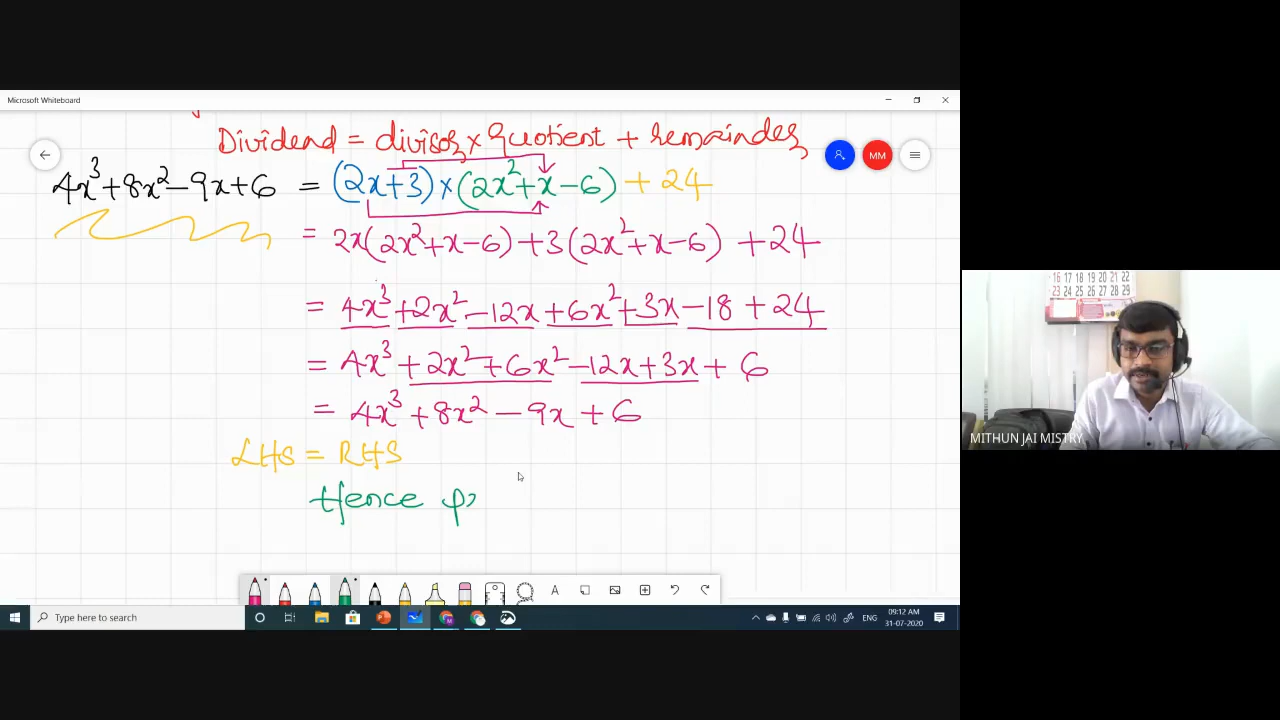 Microsoft Whiteboard
Dividend = divisor × Quotient + remainder
4x³+8x²−9x+6 = (2x+3)×(2x²+x−6) + 24
= 2x(2x²+x−6)+3(2x²+x−6) +24
= 4x³+2x²−12x+6x²+3x−18+24
= 4x³+2x²+6x²−12x+3x+6
= 4x³+8x²−9x+6
LHS = RHS
Hence
MM
16 17 18 19 20 21 22
23 24 25 26 27 28 29
MITHUN JAI MISTRY
Type here to search
ENG
09:12 AM
31-07-2020